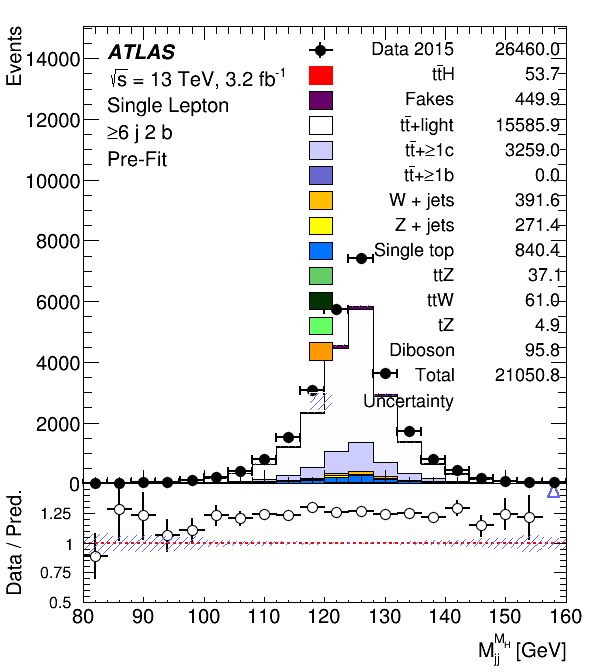 Events
14000
12000
10000
8000
6000
4000
2000
0
ATLAS
√s = 13 TeV, 3.2 fb⁻¹
Single Lepton
≥6 j 2 b
Pre-Fit
Data 2015 26460.0
tt̄H 53.7
Fakes 449.9
tt̄+light 15585.9
tt̄+≥1c 3259.0
tt̄+≥1b 0.0
W + jets 391.6
Z + jets 271.4
Single top 840.4
ttZ 37.1
ttW 61.0
tZ 4.9
Diboson 95.8
Total 21050.8
Uncertainty
Data / Pred.
1.25
1
0.75
0.5
80 90 100 110 120 130 140 150 160
M_jj^M_H [GeV]